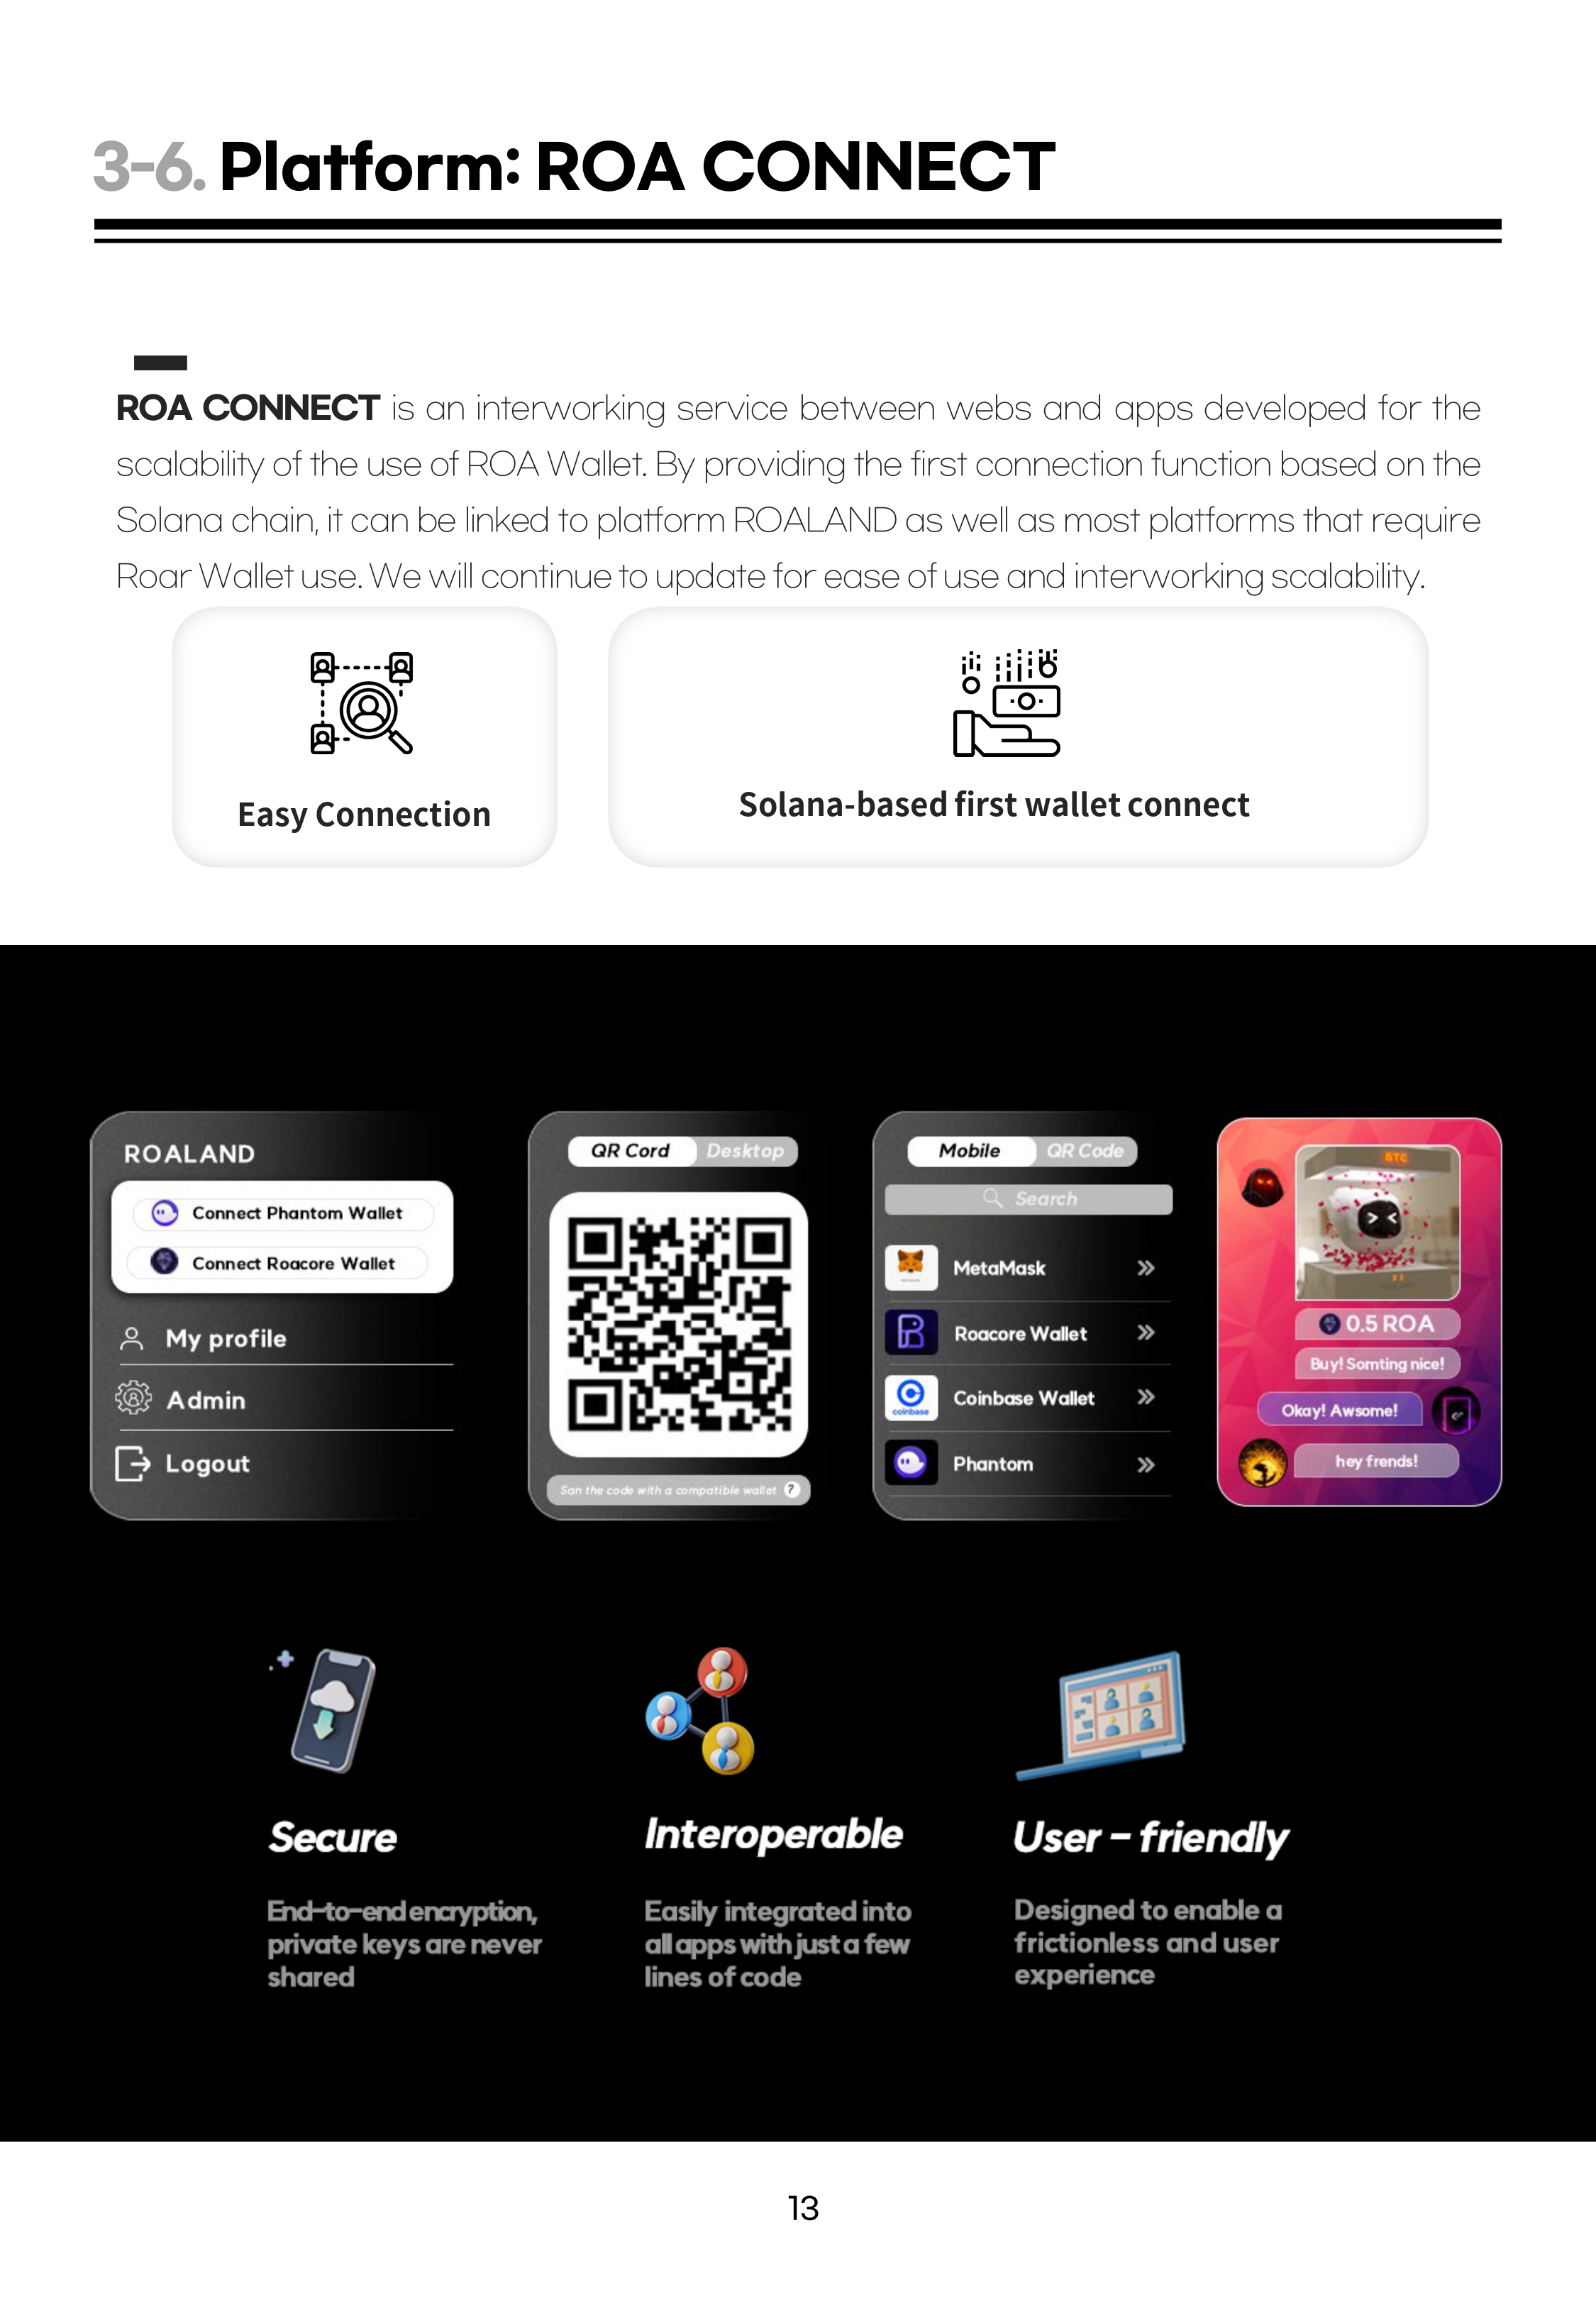 3-6. Platform: ROA CONNECT
ROA CONNECT is an interworking service between webs and apps developed for the
scalability of the use of ROA Wallet. By providing the first connection function based on the
Solana chain, it can be linked to platform ROALAND as well as most platforms that require
Roar Wallet use. We will continue to update for ease of use and interworking scalability.
Easy Connection
Solana-based first wallet connect
ROALAND
Connect Phantom Wallet
Connect Roacore Wallet
My profile
Admin
Logout
QR Cord
Desktop
San the code with a compatible wallet ?
Mobile
QR Code
Search
MetaMask
Roacore Wallet
coinbase
Coinbase Wallet
Phantom
BTC
0.5 ROA
Buy! Somting nice!
Okay! Awsome!
hey frends!
Secure
End-to-end encryption,
private keys are never
shared
Interoperable
Easily integrated into
all apps with just a few
lines of code
User - friendly
Designed to enable a
frictionless and user
experience
13